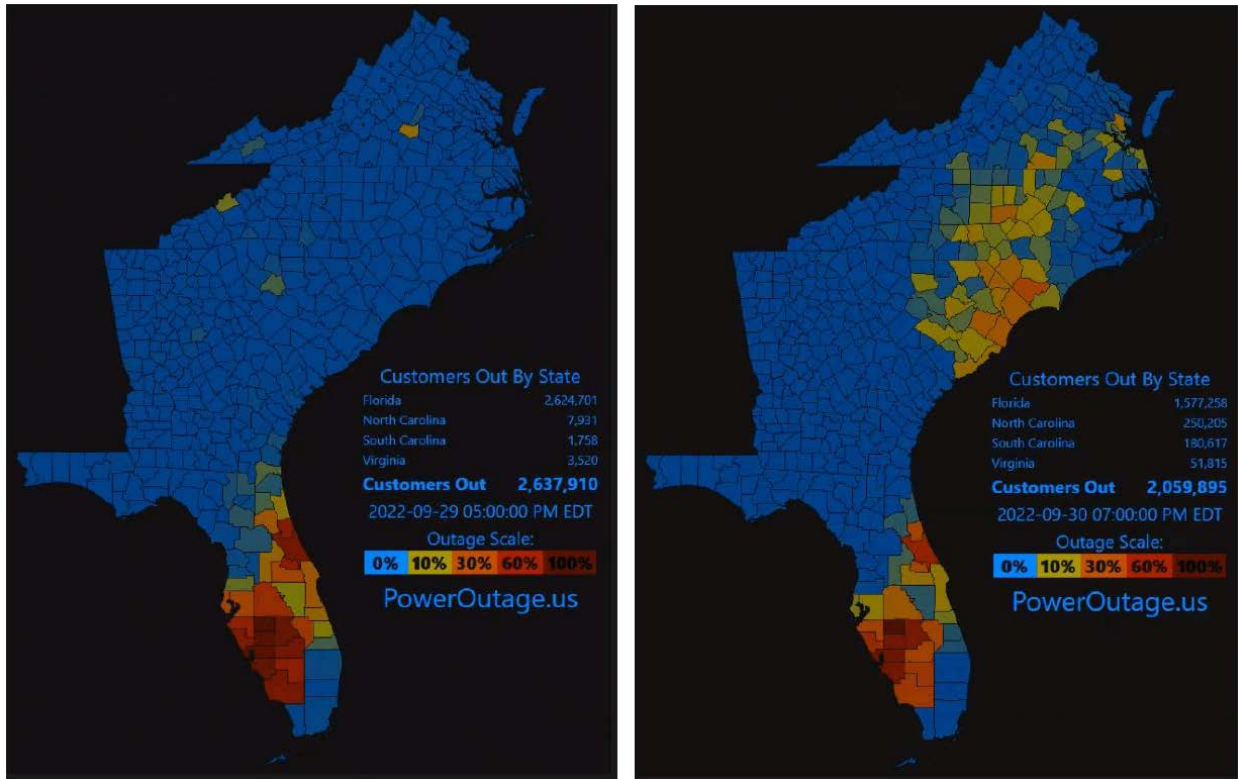 Customers Out By State
Florida 2,624,701
North Carolina 7,931
South Carolina 1,758
Virginia 3,520
Customers Out 2,637,910
2022-09-29 05:00:00 PM EDT
Outage Scale:
0% 10% 30% 60% 100%
PowerOutage.us
Customers Out By State
Florida 1,577,258
North Carolina 250,205
South Carolina 180,617
Virginia 51,815
Customers Out 2,059,895
2022-09-30 07:00:00 PM EDT
Outage Scale:
0% 10% 30% 60% 100%
PowerOutage.us